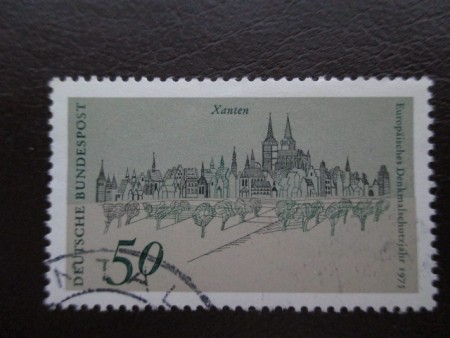 Xanten
DEUTSCHE BUNDESPOST
Europäisches Denkmalschutzjahr 1975
50